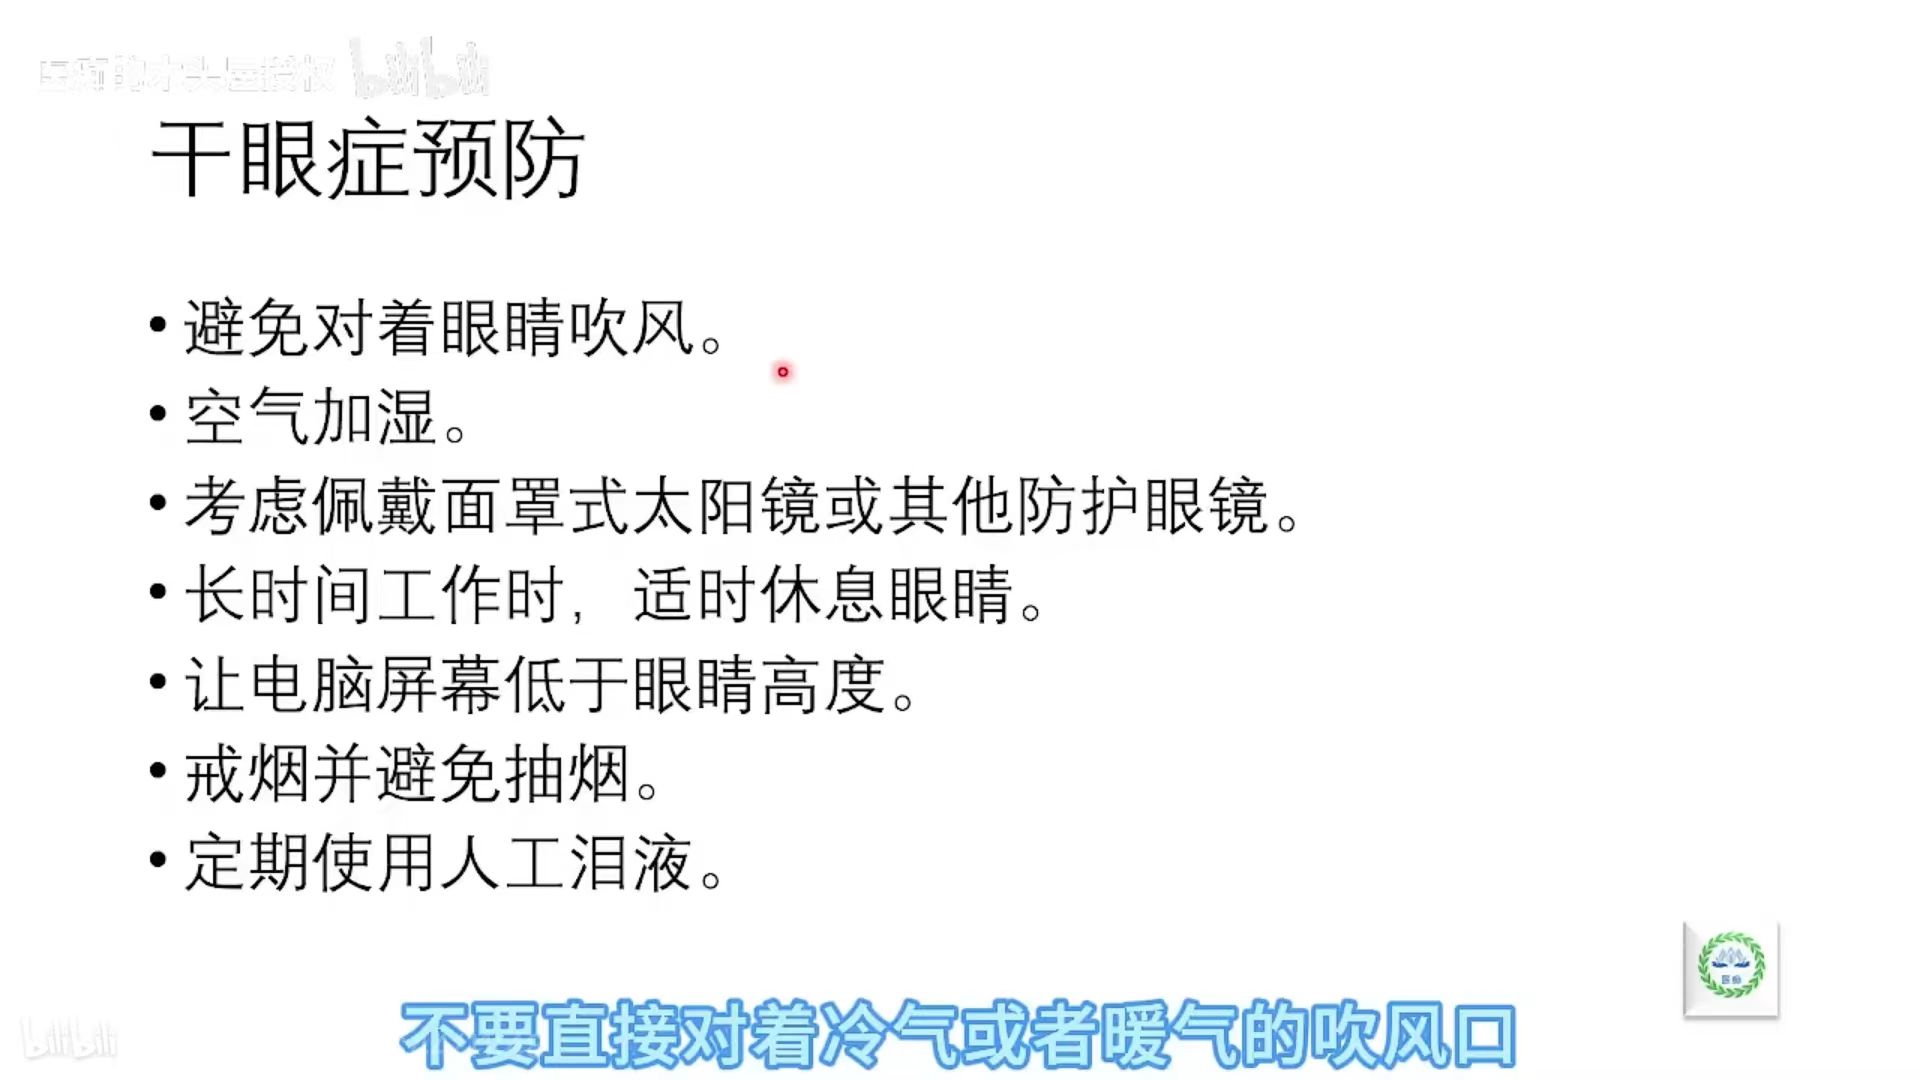 bilibili
干眼症预防
• 避免对着眼睛吹风。
• 空气加湿。
• 考虑佩戴面罩式太阳镜或其他防护眼镜。
• 长时间工作时，适时休息眼睛。
• 让电脑屏幕低于眼睛高度。
• 戒烟并避免抽烟。
• 定期使用人工泪液。
不要直接对着冷气或者暖气的吹风口
bilibili